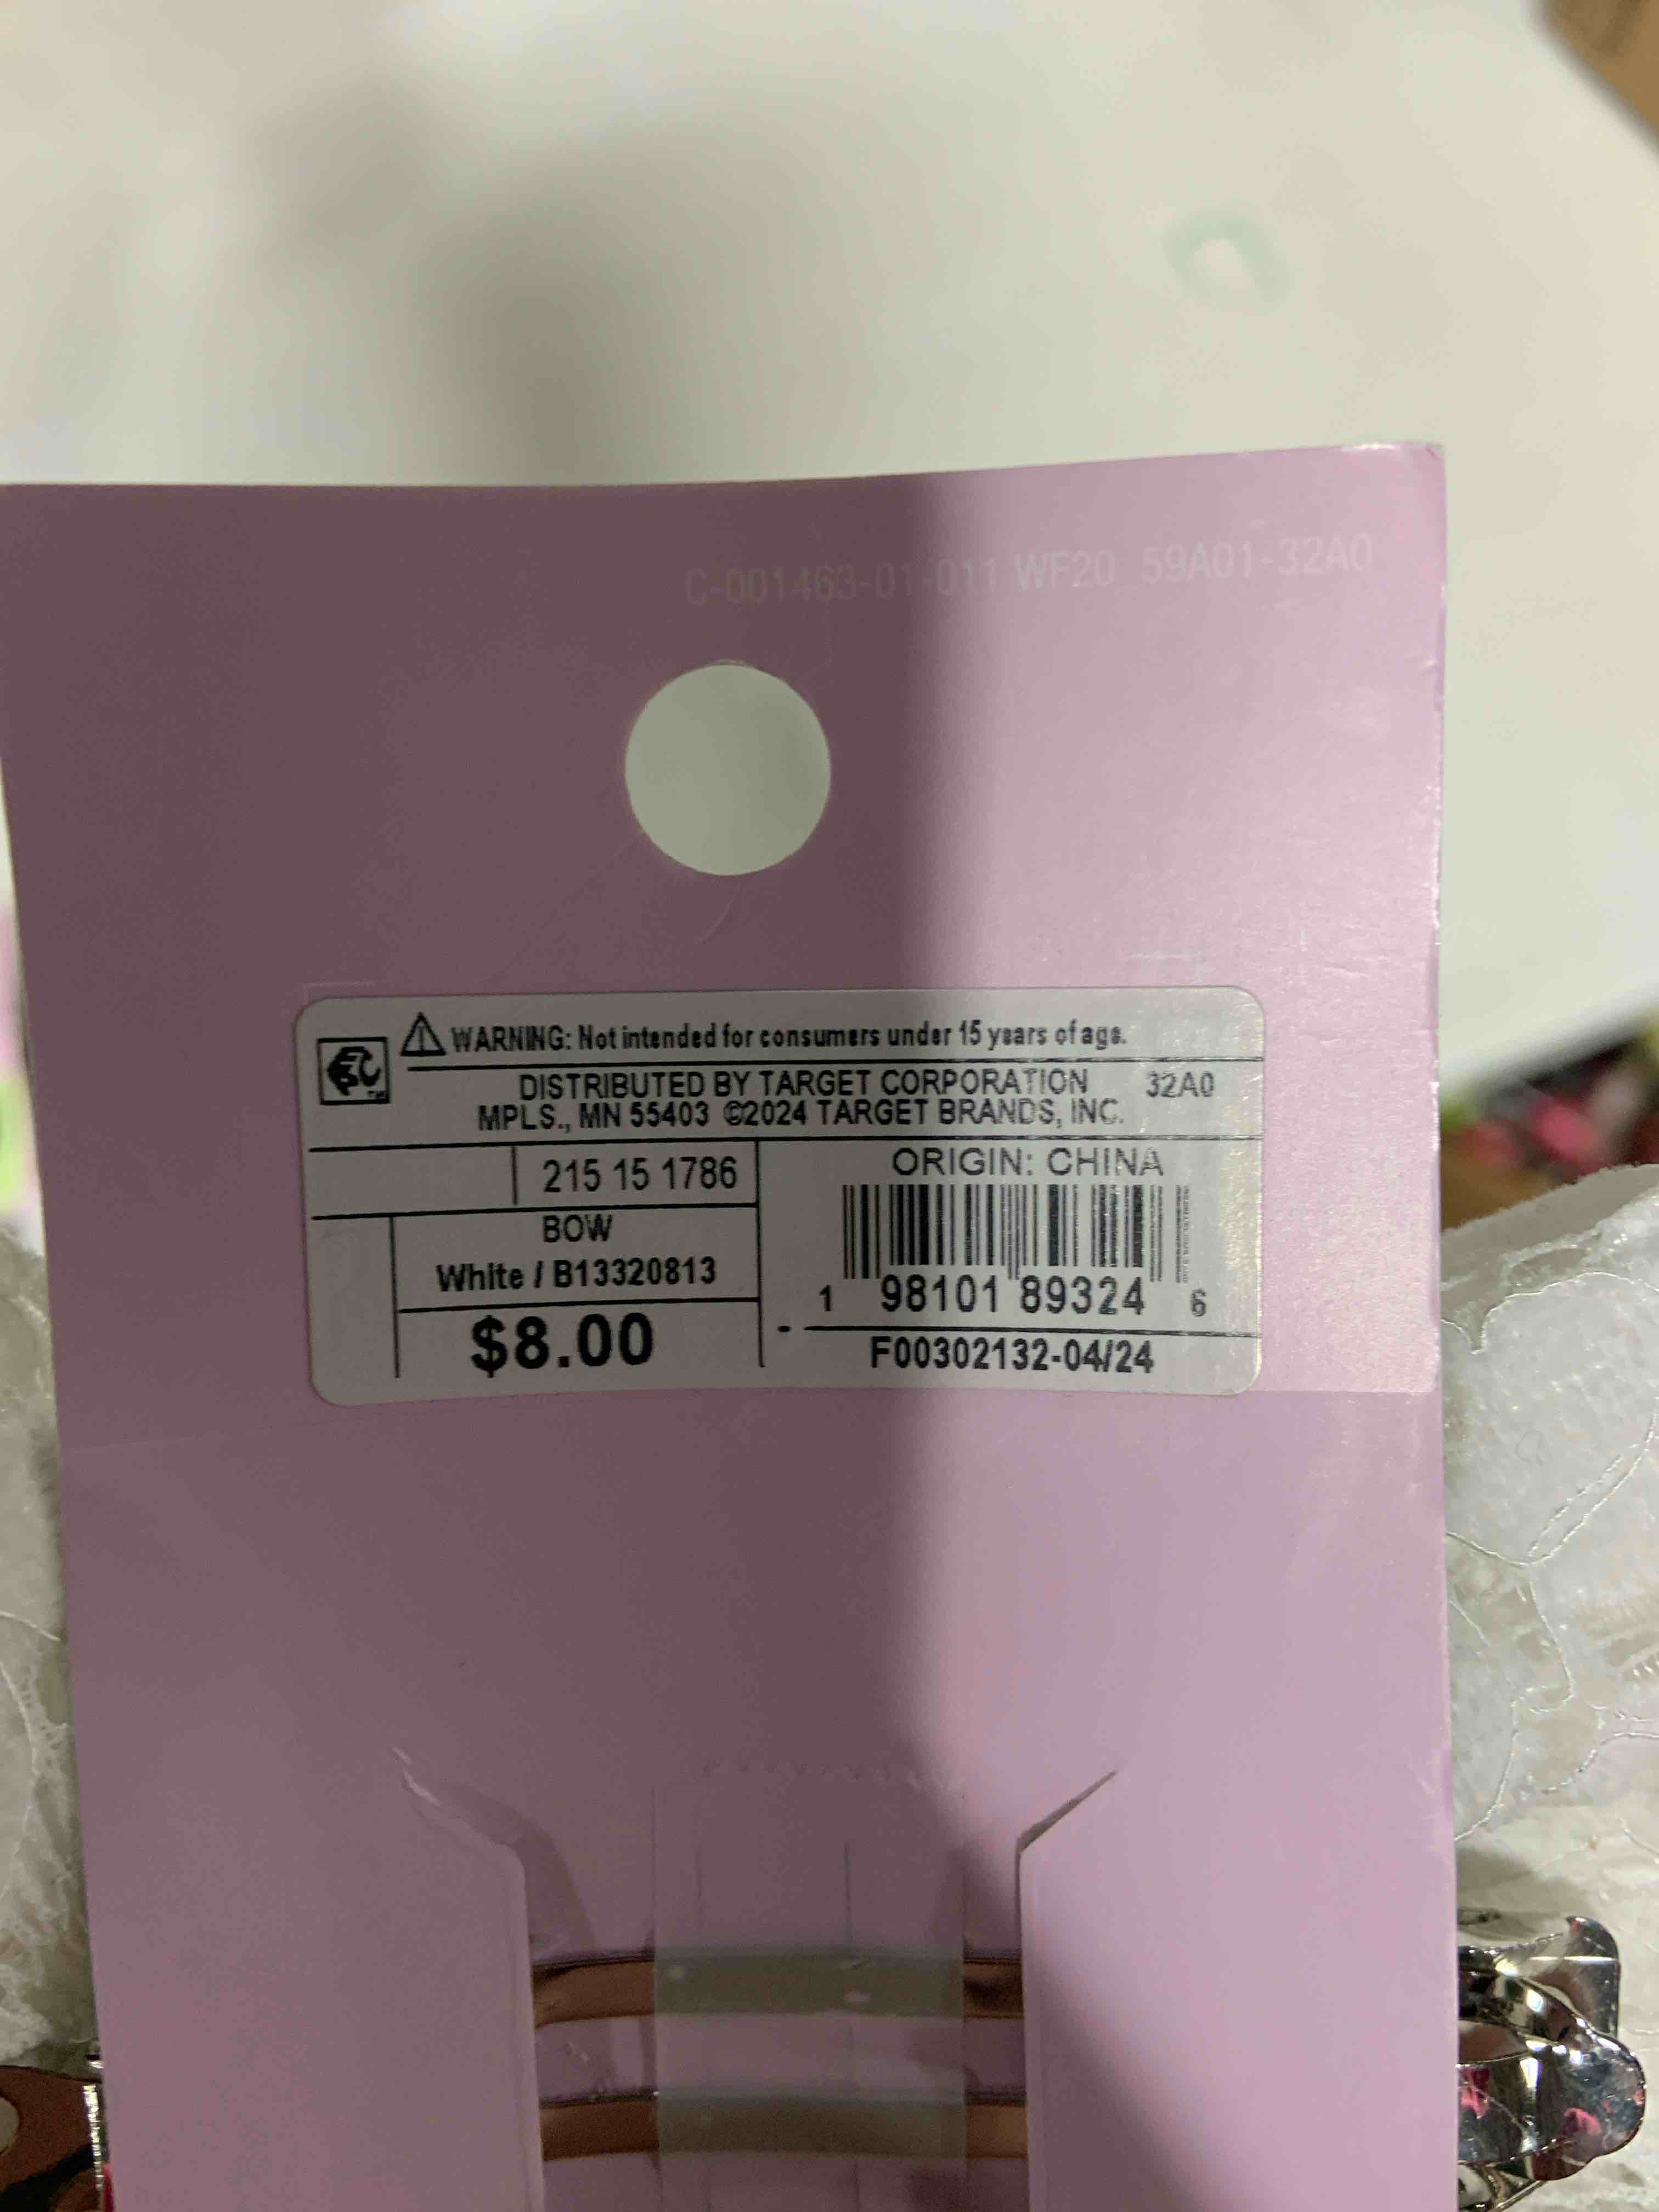 C-001463-01-011 WF20 59A01-32A0
WARNING: Not intended for consumers under 15 years of age.
DISTRIBUTED BY TARGET CORPORATION 32A0
MPLS., MN 55403 ©2024 TARGET BRANDS, INC.
215 15 1786
BOW
White / B13320813
$8.00
ORIGIN: CHINA
1 98101 89324 6
F00302132-04/24